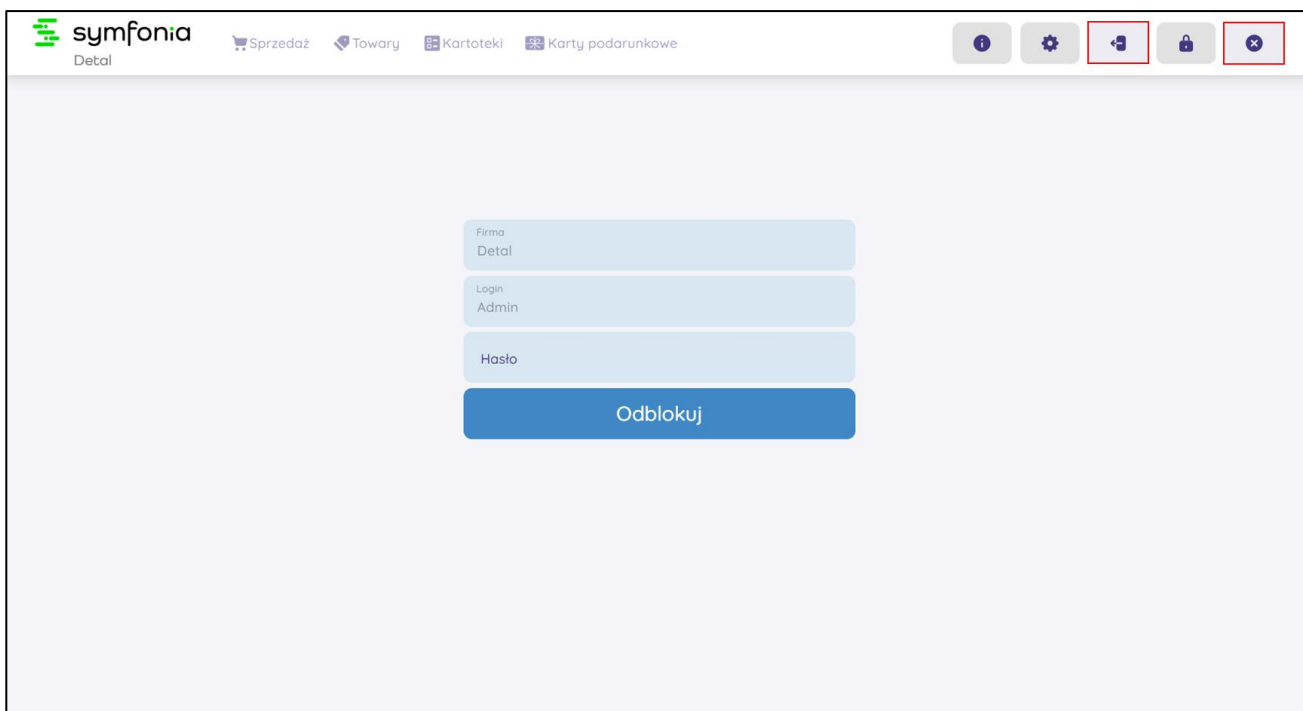 symfonia
Detal
Sprzedaż Towary Kartoteki Karty podarunkowe
Firma
Detal
Login
Admin
Hasło
Odblokuj